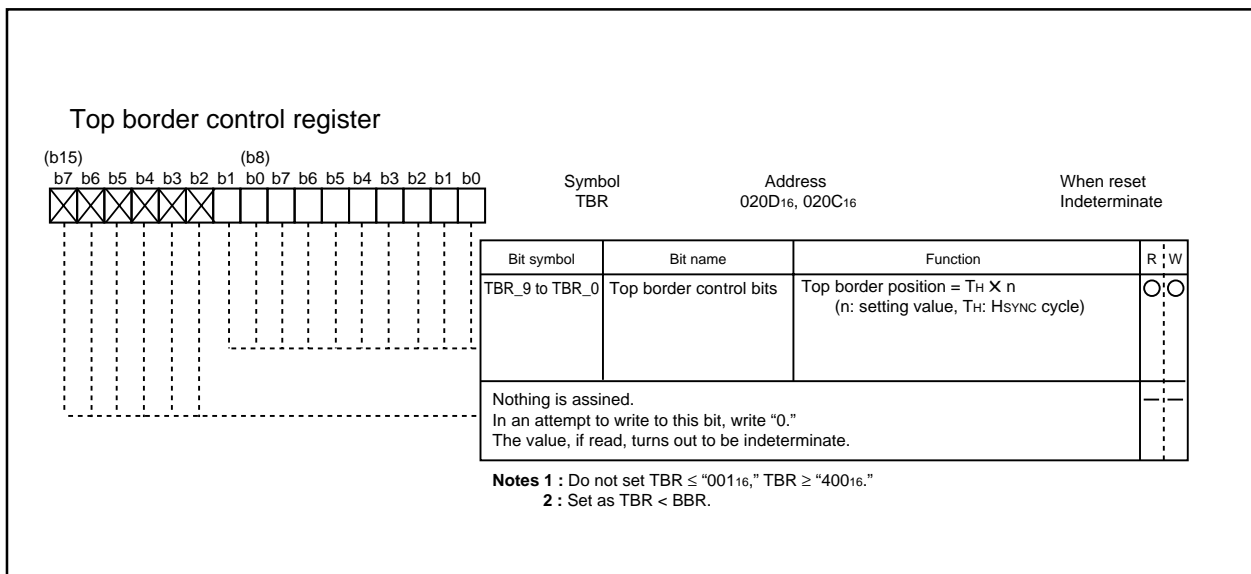 Top border control register
(b15) (b8)
b7 b6 b5 b4 b3 b2 b1 b0 b7 b6 b5 b4 b3 b2 b1 b0
Symbol Address When reset
TBR 020D16, 020C16 Indeterminate
Bit symbol Bit name Function R W
TBR_9 to TBR_0 Top border control bits Top border position = TH X n
(n: setting value, TH: HSYNC cycle)
Nothing is assined.
In an attempt to write to this bit, write “0.”
The value, if read, turns out to be indeterminate.
Notes 1 : Do not set TBR ≤ “00116,” TBR ≥ “40016.”
2 : Set as TBR < BBR.